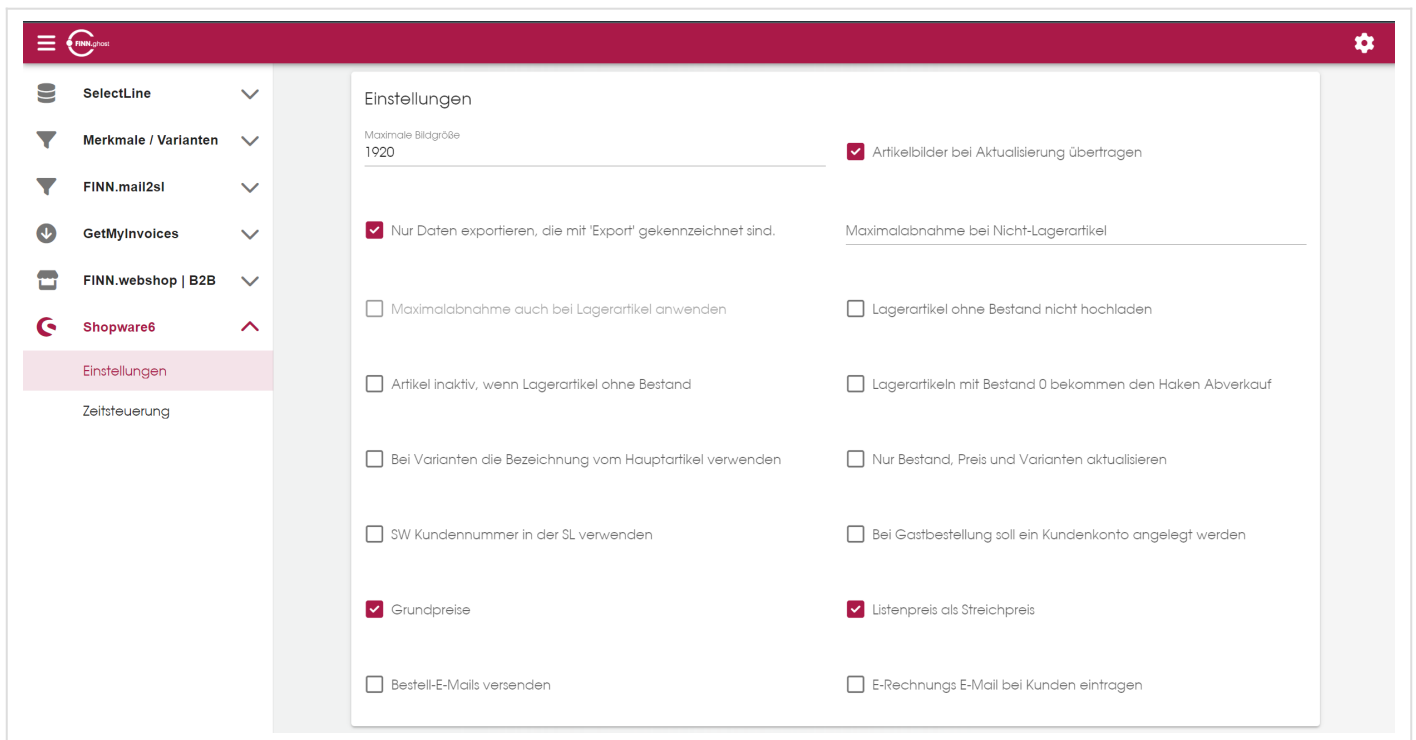 FINN.ghost
SelectLine
Merkmale / Varianten
FINN.mail2sl
GetMyInvoices
FINN.webshop | B2B
Shopware6
Einstellungen
Zeitsteuerung
Einstellungen
Maximale Bildgröße
1920
Artikelbilder bei Aktualisierung übertragen
Nur Daten exportieren, die mit 'Export' gekennzeichnet sind.
Maximalabnahme bei Nicht-Lagerartikel
Maximalabnahme auch bei Lagerartikel anwenden
Lagerartikel ohne Bestand nicht hochladen
Artikel inaktiv, wenn Lagerartikel ohne Bestand
Lagerartikeln mit Bestand 0 bekommen den Haken Abverkauf
Bei Varianten die Bezeichnung vom Hauptartikel verwenden
Nur Bestand, Preis und Varianten aktualisieren
SW Kundennummer in der SL verwenden
Bei Gastbestellung soll ein Kundenkonto angelegt werden
Grundpreise
Listenpreis als Streichpreis
Bestell-E-Mails versenden
E-Rechnungs E-Mail bei Kunden eintragen